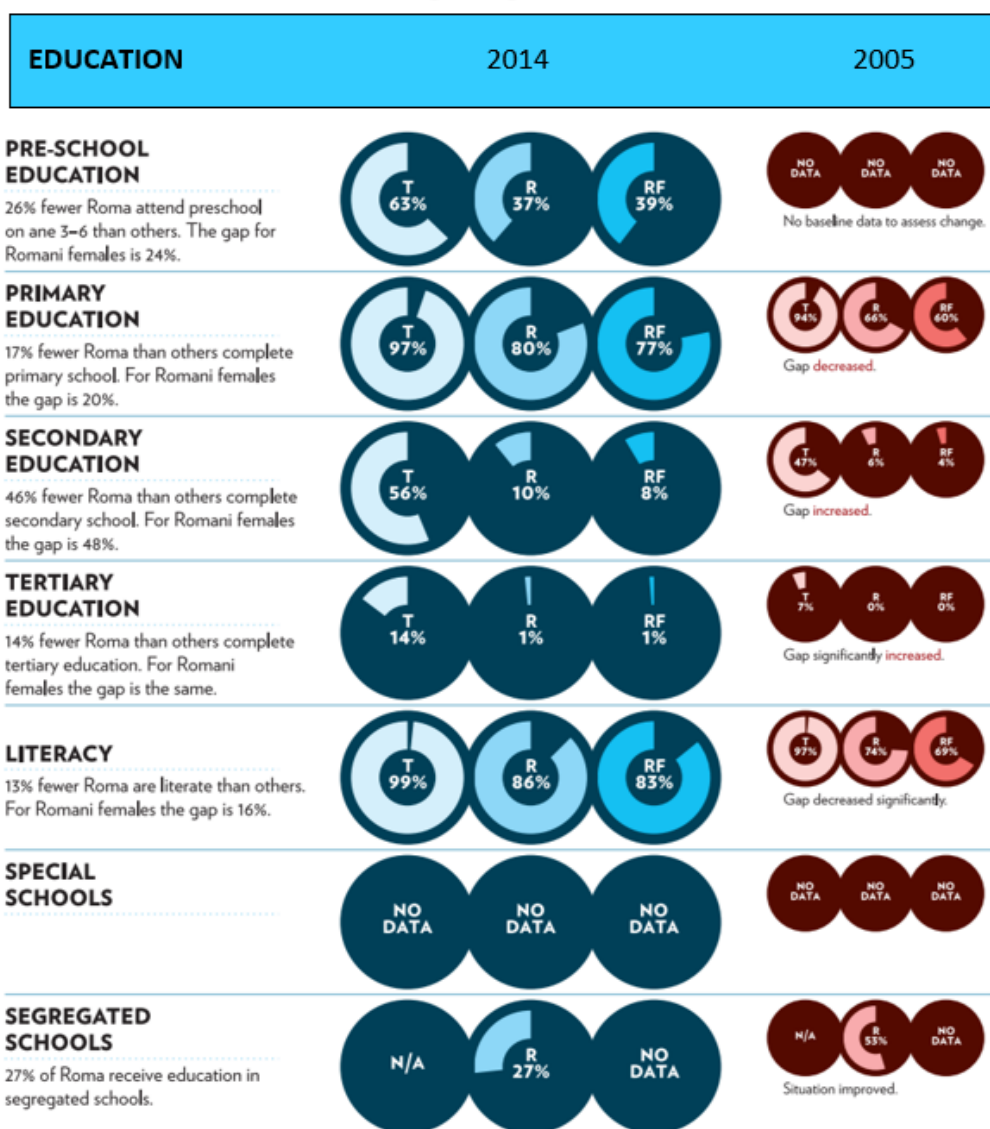 EDUCATION 2014 2005
PRE-SCHOOL
EDUCATION
26% fewer Roma attend preschool
on ane 3–6 than others. The gap for
Romani females is 24%.
T
63%
R
37%
RF
39%
NO
DATA
NO
DATA
NO
DATA
No baseline data to assess change.
PRIMARY
EDUCATION
17% fewer Roma than others complete
primary school. For Romani females
the gap is 20%.
T
97%
R
80%
RF
77%
T
94%
R
66%
RF
60%
Gap decreased.
SECONDARY
EDUCATION
46% fewer Roma than others complete
secondary school. For Romani females
the gap is 48%.
T
56%
R
10%
RF
8%
T
47%
R
6%
RF
4%
Gap increased.
TERTIARY
EDUCATION
14% fewer Roma than others complete
tertiary education. For Romani
females the gap is the same.
T
14%
R
1%
RF
1%
T
7%
R
0%
RF
0%
Gap significantly increased.
LITERACY
13% fewer Roma are literate than others.
For Romani females the gap is 16%.
T
99%
R
86%
RF
83%
T
97%
R
74%
RF
69%
Gap decreased significantly.
SPECIAL
SCHOOLS
NO
DATA
NO
DATA
NO
DATA
NO
DATA
NO
DATA
NO
DATA
SEGREGATED
SCHOOLS
27% of Roma receive education in
segregated schools.
N/A
R
27%
NO
DATA
N/A
R
53%
NO
DATA
Situation improved.